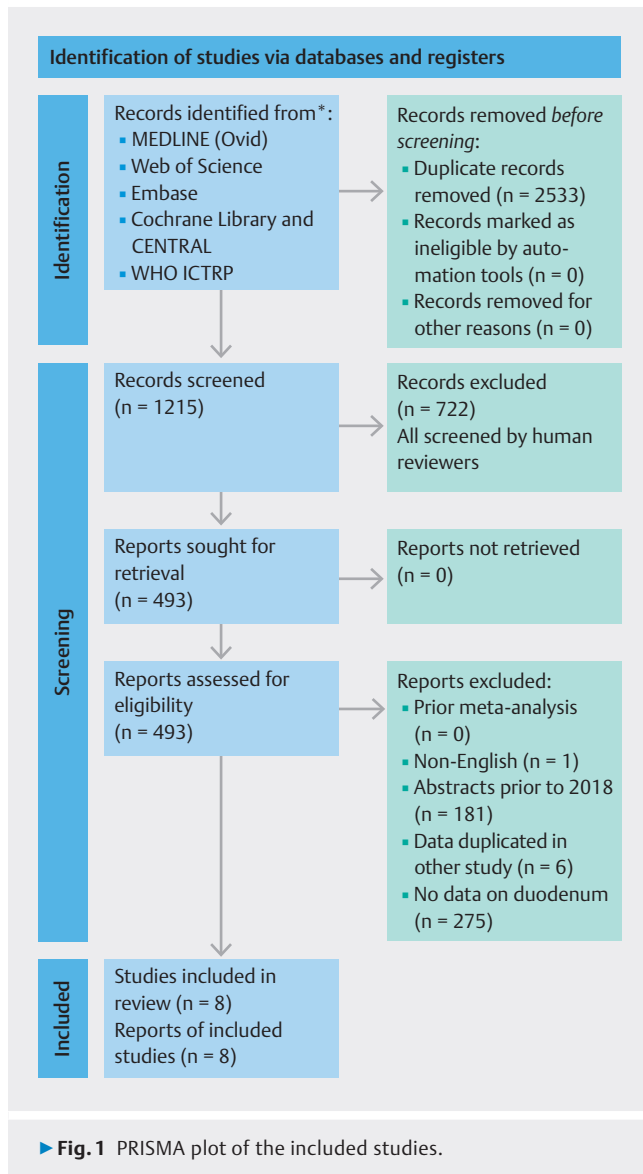 Identification of studies via databases and registers
Identification
Records identified from*:
▪ MEDLINE (Ovid)
▪ Web of Science
▪ Embase
▪ Cochrane Library and
CENTRAL
▪ WHO ICTRP
Records removed before
screening:
▪ Duplicate records
removed (n = 2533)
▪ Records marked as
ineligible by auto-
mation tools (n = 0)
▪ Records removed for
other reasons (n = 0)
Screening
Records screened
(n = 1215)
Records excluded
(n = 722)
All screened by human
reviewers
Reports sought for
retrieval
(n = 493)
Reports not retrieved
(n = 0)
Reports assessed for
eligibility
(n = 493)
Reports excluded:
▪ Prior meta-analysis
(n = 0)
▪ Non-English (n = 1)
▪ Abstracts prior to 2018
(n = 181)
▪ Data duplicated in
other study (n = 6)
▪ No data on duodenum
(n = 275)
Included
Studies included in
review (n = 8)
Reports of included
studies (n = 8)
▶ Fig. 1 PRISMA plot of the included studies.